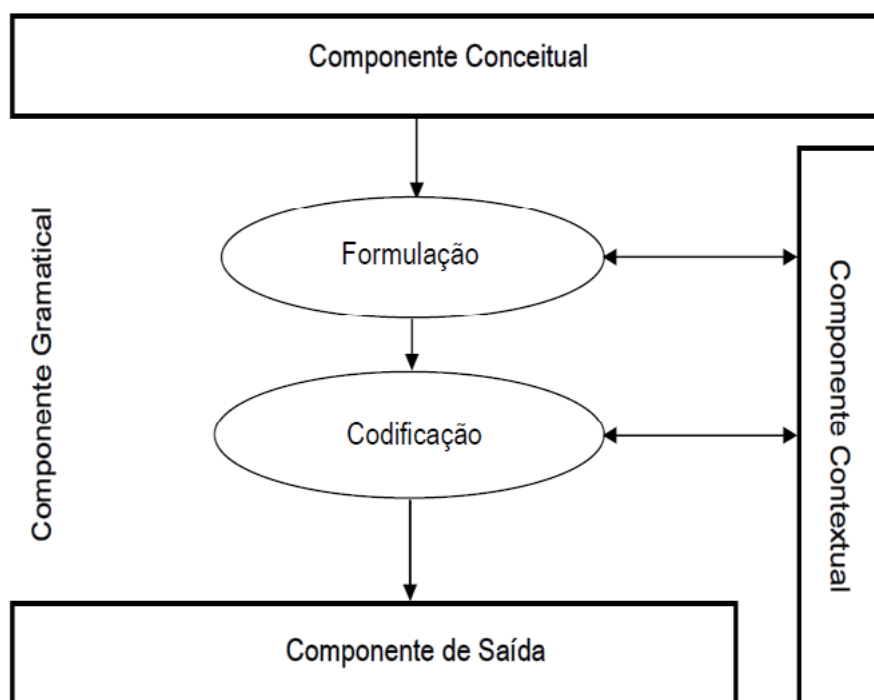 Componente Conceitual
Componente Gramatical
Formulação
Codificação
Componente Contextual
Componente de Saída